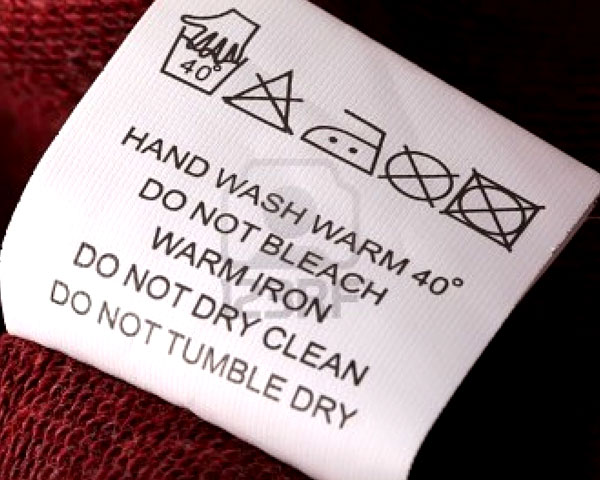 40°
HAND WASH WARM 40°
DO NOT BLEACH
WARM IRON
DO NOT DRY CLEAN
DO NOT TUMBLE DRY